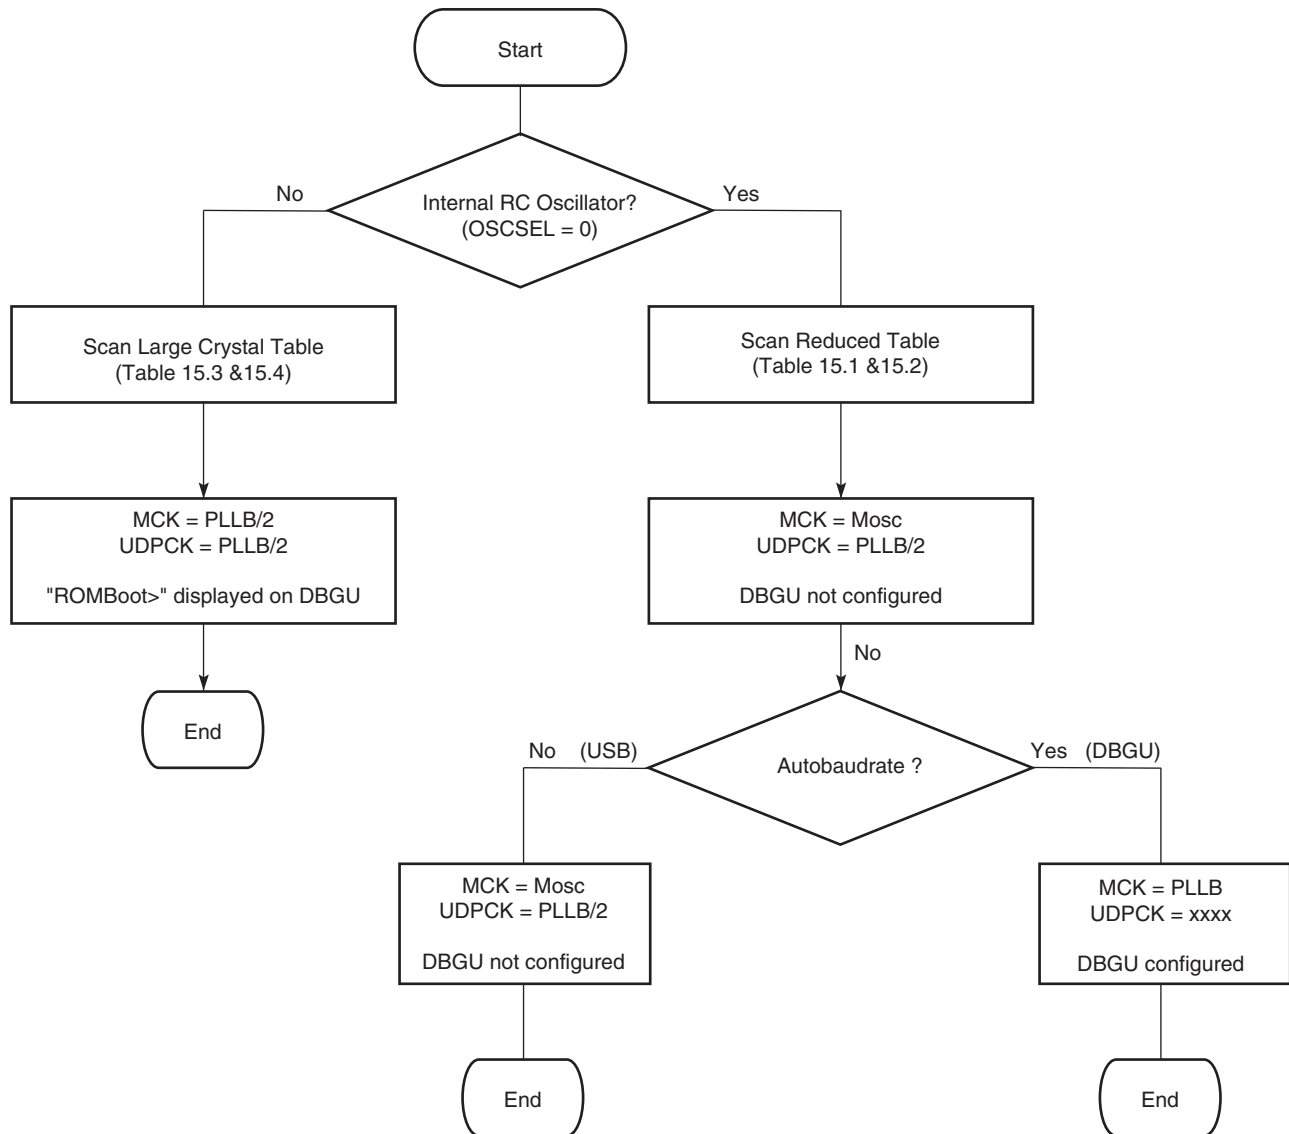 Start
No
Yes
Internal RC Oscillator?
(OSCSEL = 0)
Scan Large Crystal Table
(Table 15.3 &15.4)
Scan Reduced Table
(Table 15.1 &15.2)
MCK = PLLB/2
UDPCK = PLLB/2
"ROMBoot>" displayed on DBGU
MCK = Mosc
UDPCK = PLLB/2
DBGU not configured
No
End
No (USB)
Yes (DBGU)
Autobaudrate ?
MCK = Mosc
UDPCK = PLLB/2
DBGU not configured
MCK = PLLB
UDPCK = xxxx
DBGU configured
End
End